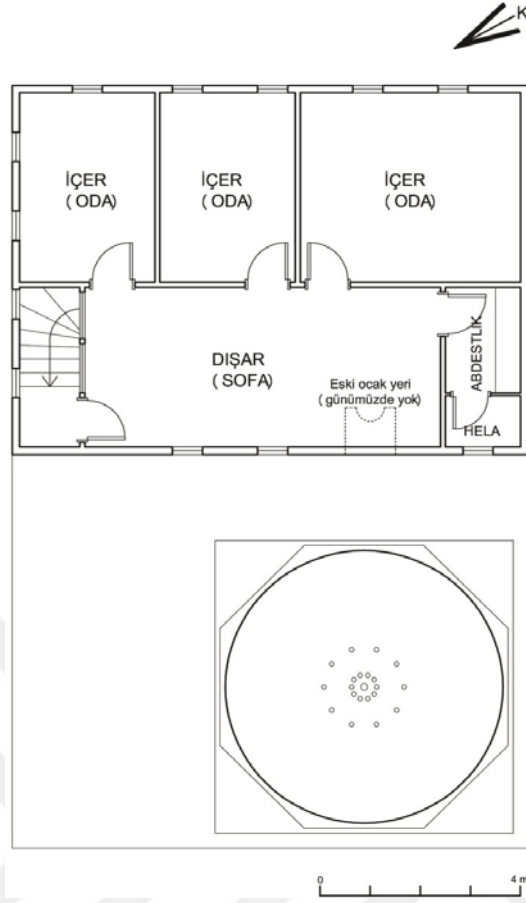 K
İÇER
( ODA)
İÇER
( ODA)
İÇER
( ODA)
DIŞAR
( SOFA)
Eski ocak yeri
( günümüzde yok)
ABDESTLİK
HELA
0
4 m